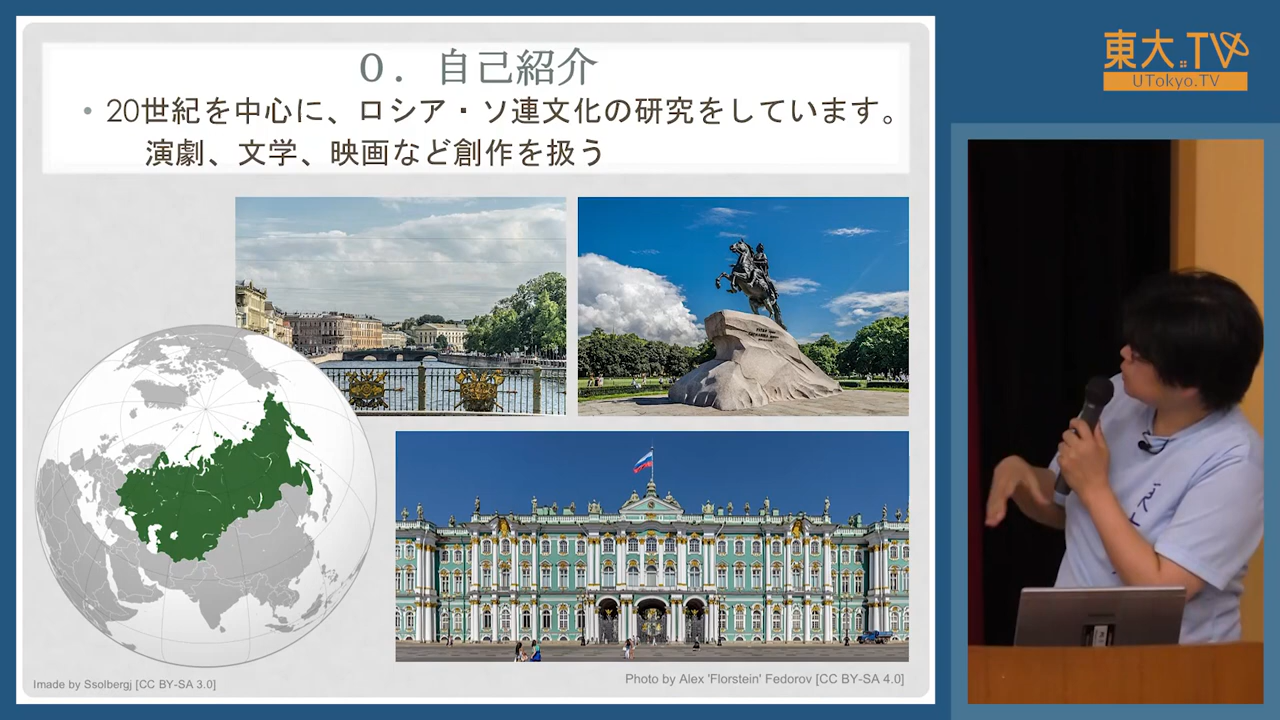 0. 自己紹介
• 20世紀を中心に、ロシア・ソ連文化の研究をしています。
演劇、文学、映画など創作を扱う
Imade by Ssolbergj [CC BY-SA 3.0]
Photo by Alex 'Florstein' Fedorov [CC BY-SA 4.0]
東大TV
UTokyo.TV